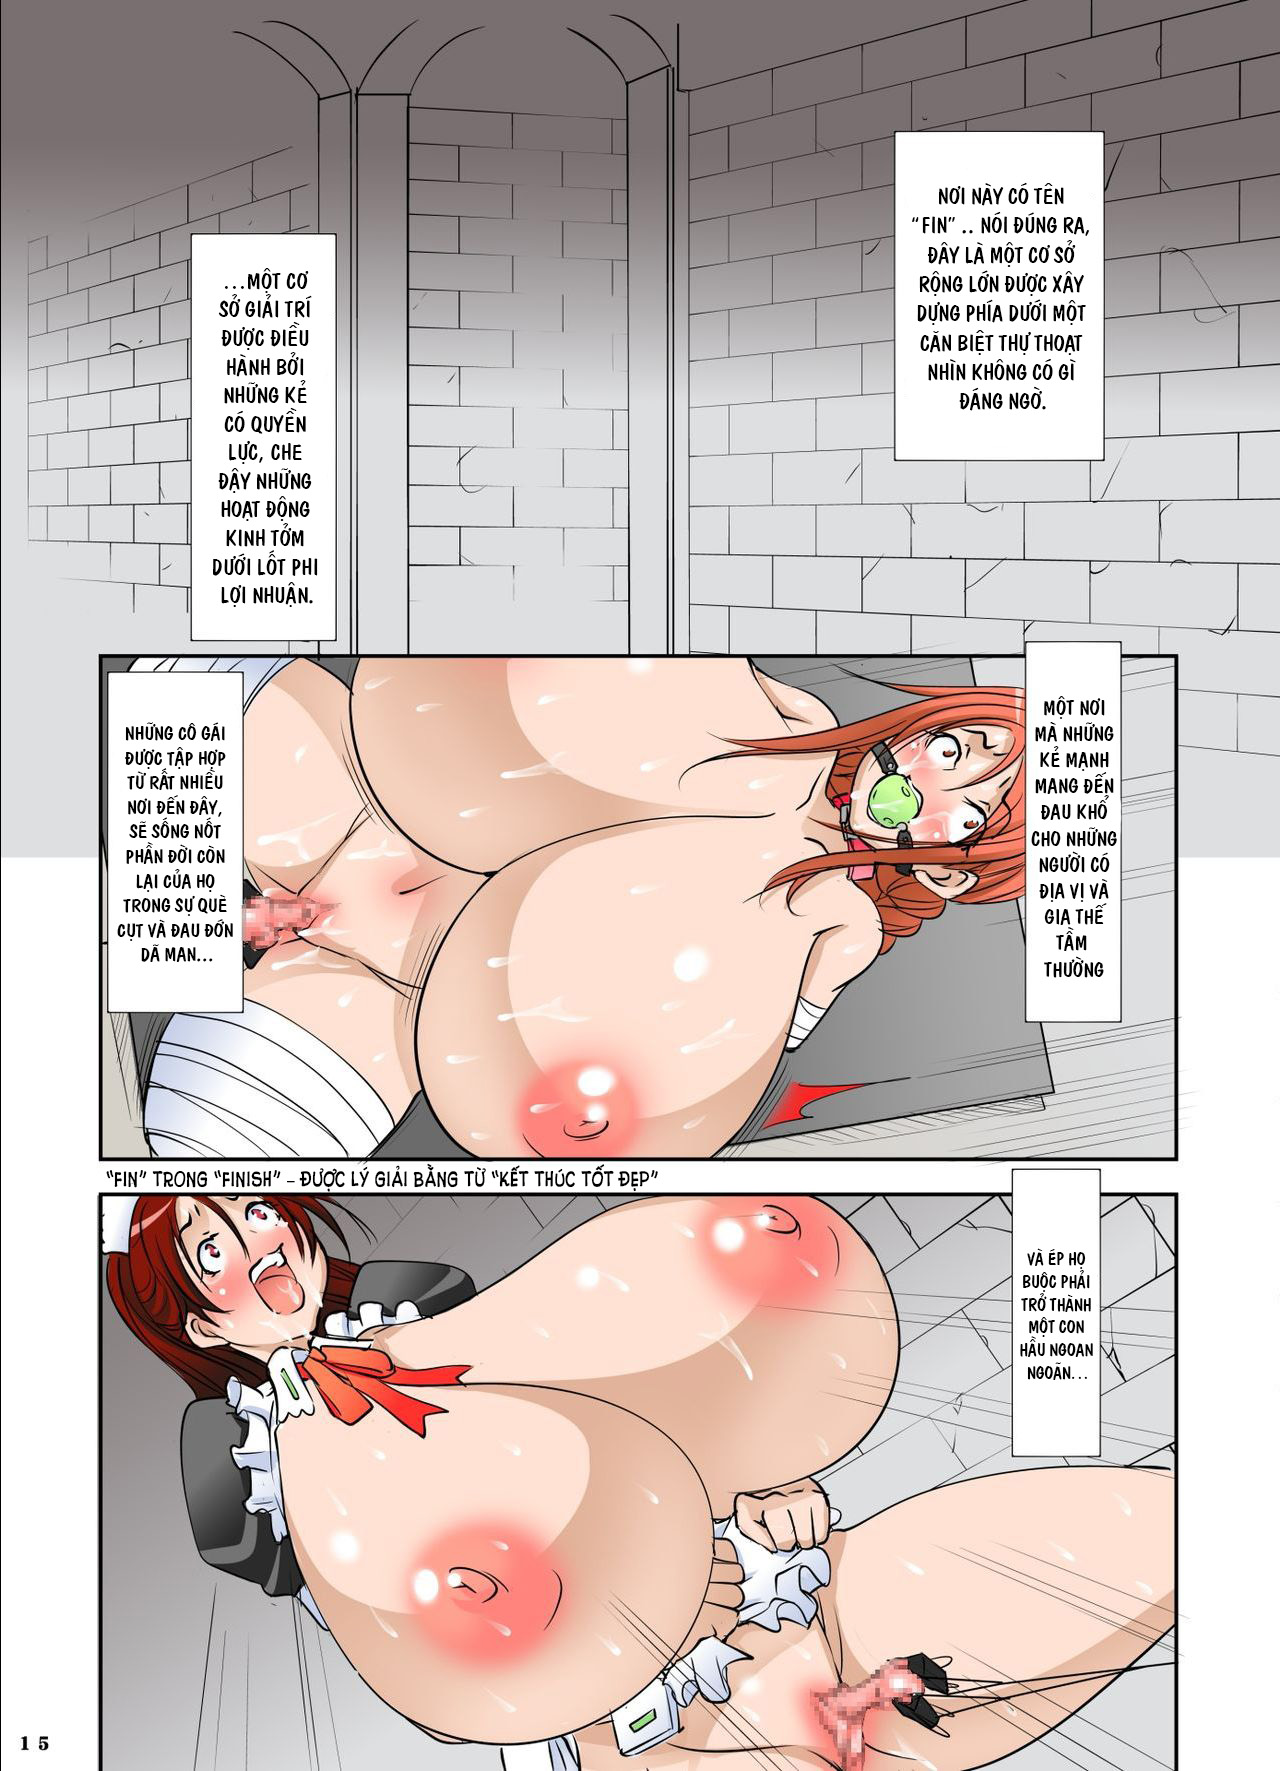 NƠI NÀY CÓ TÊN
“FIN” .. NÓI ĐÚNG RA,
ĐÂY LÀ MỘT CƠ SỞ
RỘNG LỚN ĐƯỢC XÂY
DỰNG PHÍA DƯỚI MỘT
CĂN BIỆT THỰ THOẠT
NHÌN KHÔNG CÓ GÌ
ĐÁNG NGỜ.
...MỘT CƠ
SỞ GIẢI TRÍ
ĐƯỢC ĐIỀU
HÀNH BỞI
NHỮNG KẺ
CÓ QUYỀN
LỰC, CHE
ĐẬY NHỮNG
HOẠT ĐỘNG
KINH TỞM
DƯỚI LỐT PHI
LỢI NHUẬN.
MỘT NƠI
MÀ NHỮNG
KẺ MẠNH
MANG ĐẾN
ĐAU KHỔ
CHO NHỮNG
NGƯỜI CÓ
ĐỊA VỊ VÀ
GIA THẾ
TẦM
THƯỜNG
NHỮNG CÔ GÁI
ĐƯỢC TẬP HỢP
TỪ RẤT NHIỀU
NƠI ĐẾN ĐÂY,
SẼ SỐNG NỐT
PHẦN ĐỜI CÒN
LẠI CỦA HỌ
TRONG SỰ QUÈ
CỤT VÀ ĐAU ĐỚN
DÃ MAN...
“FIN” TRONG “FINISH” – ĐƯỢC LÝ GIẢI BẰNG TỪ “KẾT THÚC TỐT ĐẸP”
VÀ ÉP HỌ
BUỘC PHẢI
TRỞ THÀNH
MỘT CON
HẦU NGOAN
NGOÃN...
15